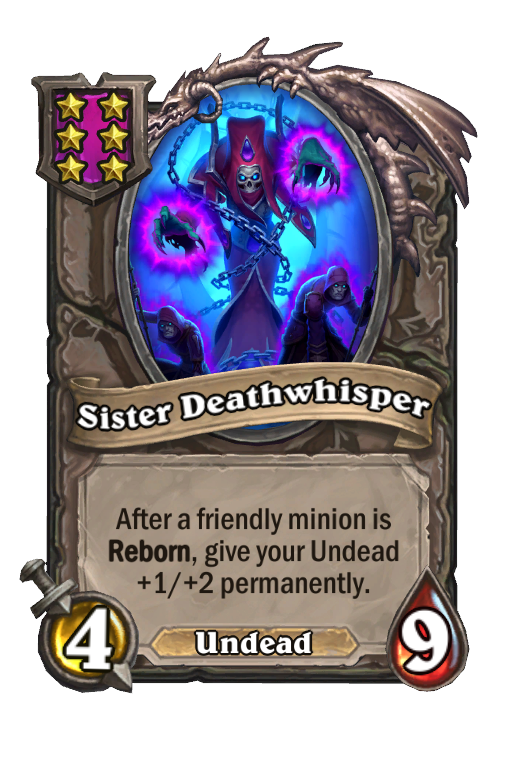 Sister Deathwhisper
After a friendly minion is
Reborn, give your Undead
+1/+2 permanently.
4
Undead
9